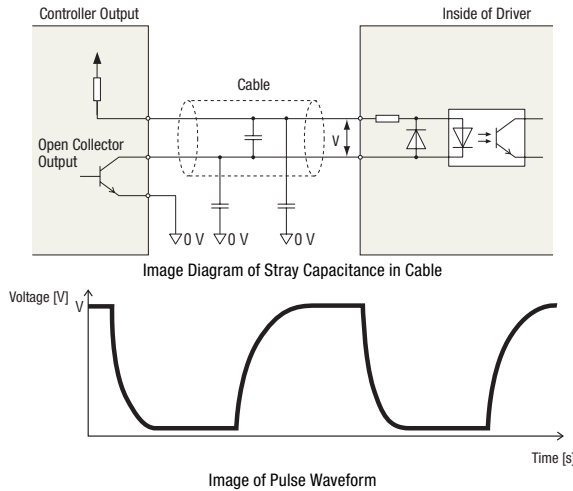 Controller Output
Inside of Driver
Cable
V
Open Collector
Output
0 V
0 V
0 V
Image Diagram of Stray Capacitance in Cable
Voltage [V]
V
Time [s]
Image of Pulse Waveform